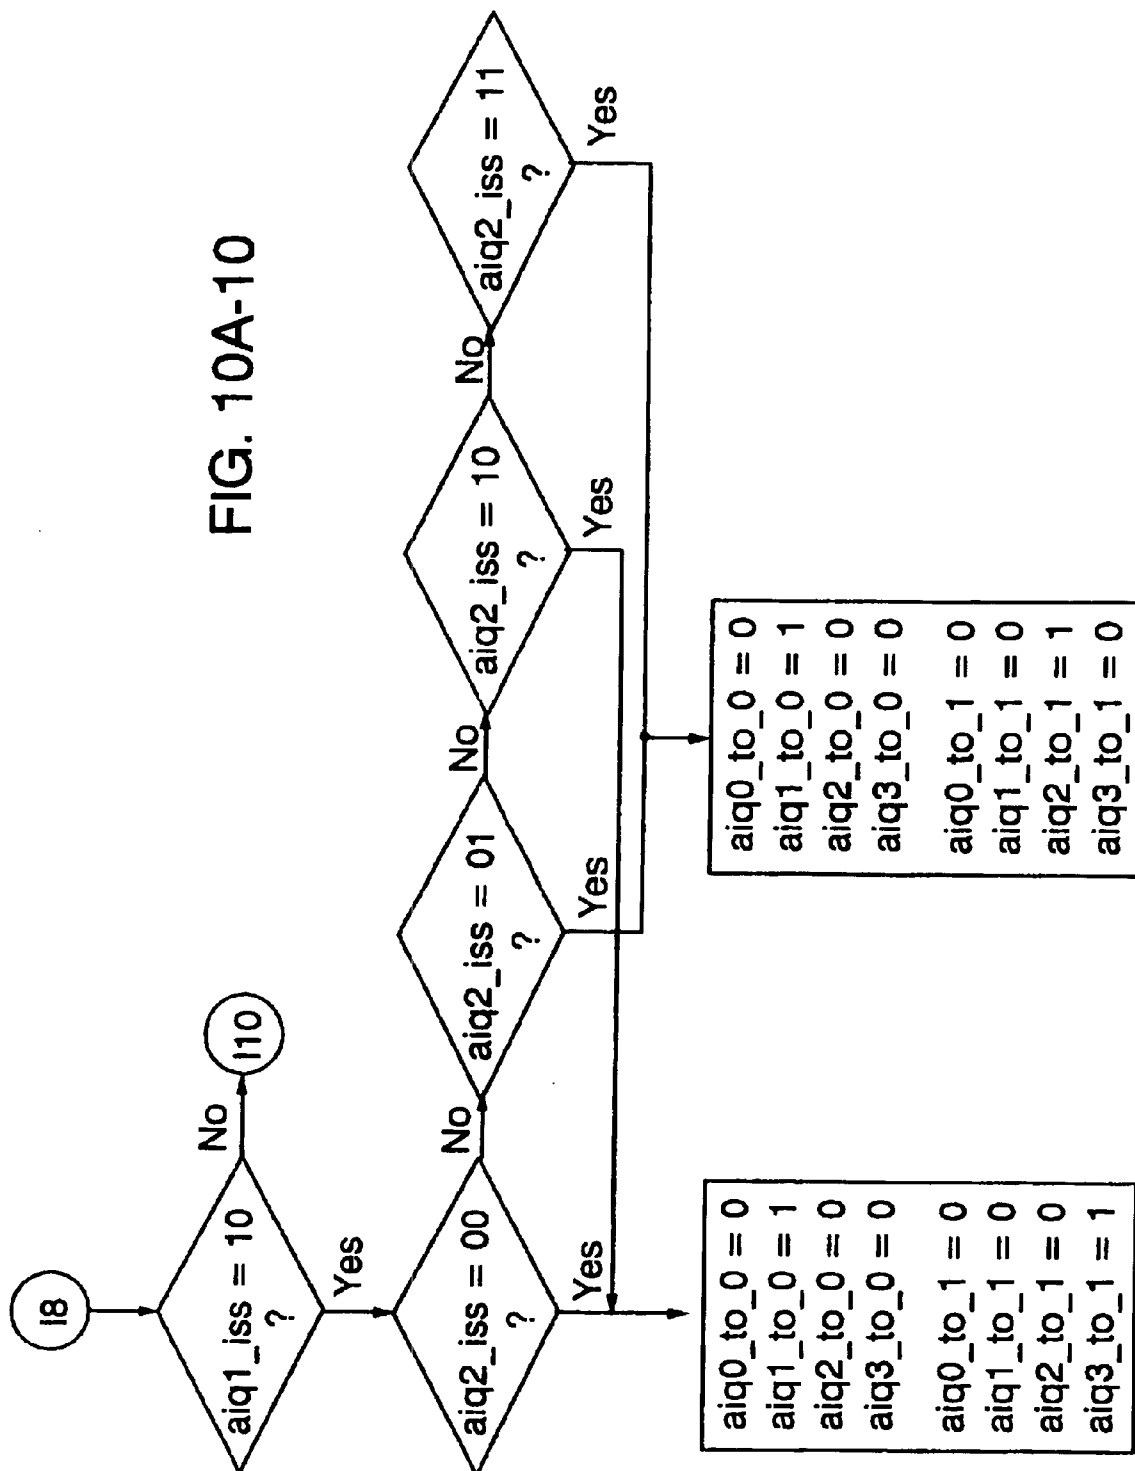 FIG. 10A-10
I8
aiq1_iss = 10
?
No
I10
Yes
aiq2_iss = 00
?
No
Yes
aiq2_iss = 01
?
No
Yes
aiq2_iss = 10
?
No
Yes
aiq2_iss = 11
?
Yes
aiq0_to_0 = 0
aiq1_to_0 = 1
aiq2_to_0 = 0
aiq3_to_0 = 0
aiq0_to_1 = 0
aiq1_to_1 = 0
aiq2_to_1 = 0
aiq3_to_1 = 1
aiq0_to_0 = 0
aiq1_to_0 = 1
aiq2_to_0 = 0
aiq3_to_0 = 0
aiq0_to_1 = 0
aiq1_to_1 = 0
aiq2_to_1 = 1
aiq3_to_1 = 0